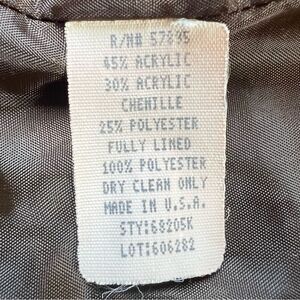 R/N# 57895
45% ACRYLIC
30% ACRYLIC
CHENILLE
25% POLYESTER
FULLY LINED
100% POLYESTER
DRY CLEAN ONLY
MADE IN U.S.A.
STY:68205K
LOT:606282